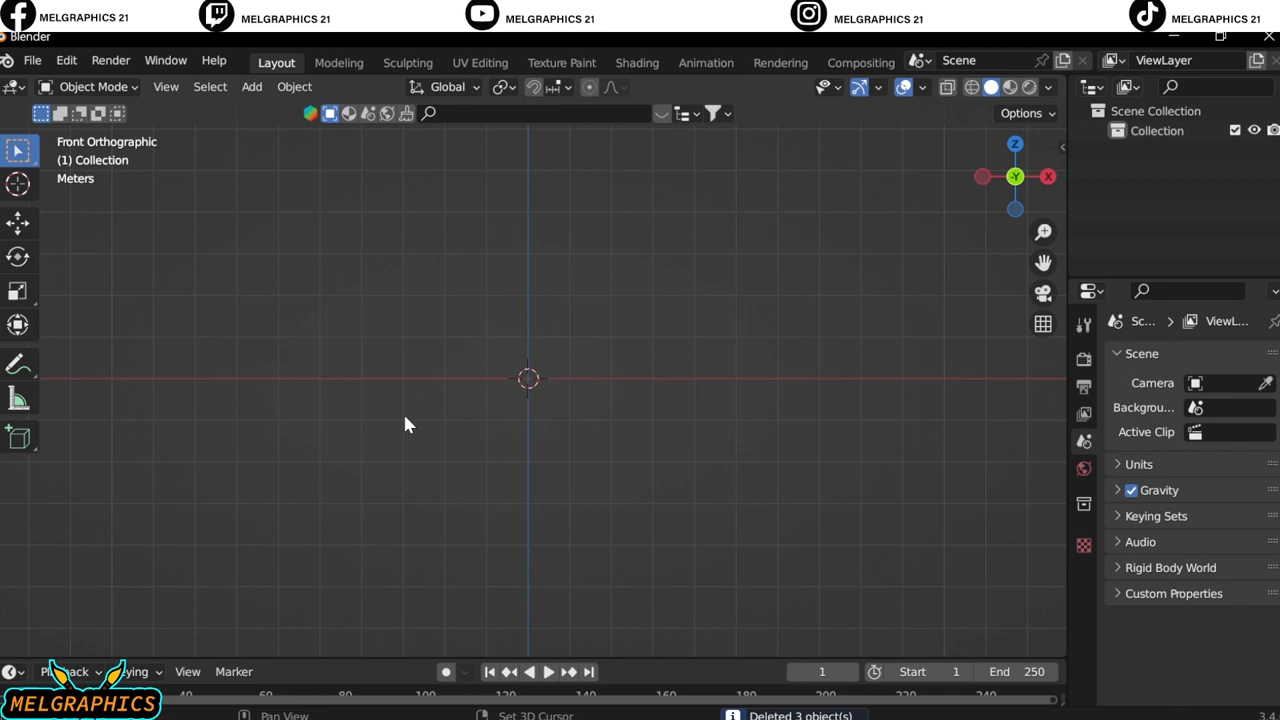 MELGRAPHICS 21 MELGRAPHICS 21 MELGRAPHICS 21 MELGRAPHICS 21 MELGRAPHICS 21
Blender
File Edit Render Window Help Layout Modeling Sculpting UV Editing Texture Paint Shading Animation Rendering Compositing Scene ViewLayer
Object Mode View Select Add Object Global
Options
Scene Collection
Collection
Front Orthographic
(1) Collection
Meters
Z
-Y X
Sc... ViewL...
Scene
Camera
Backgrou...
Active Clip
Units
Gravity
Keying Sets
Audio
Rigid Body World
Custom Properties
View Marker 1 Start 1 End 250
40 60 80 100 120 140 160 180 200 220 240
MELGRAPHICS
Pan View Set 3D Cursor Deleted 3 object(s) 3.4